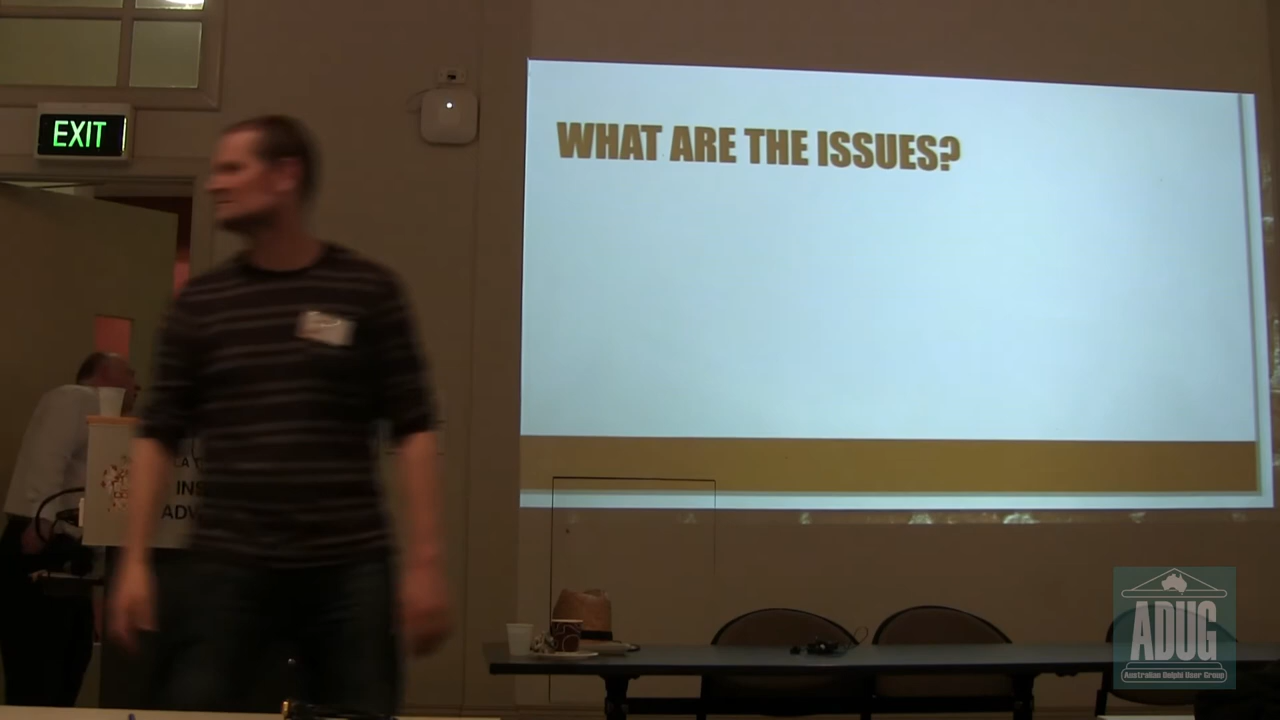 EXIT
WHAT ARE THE ISSUES?
INS
ADV
ADUG
Australian Delphi User Group